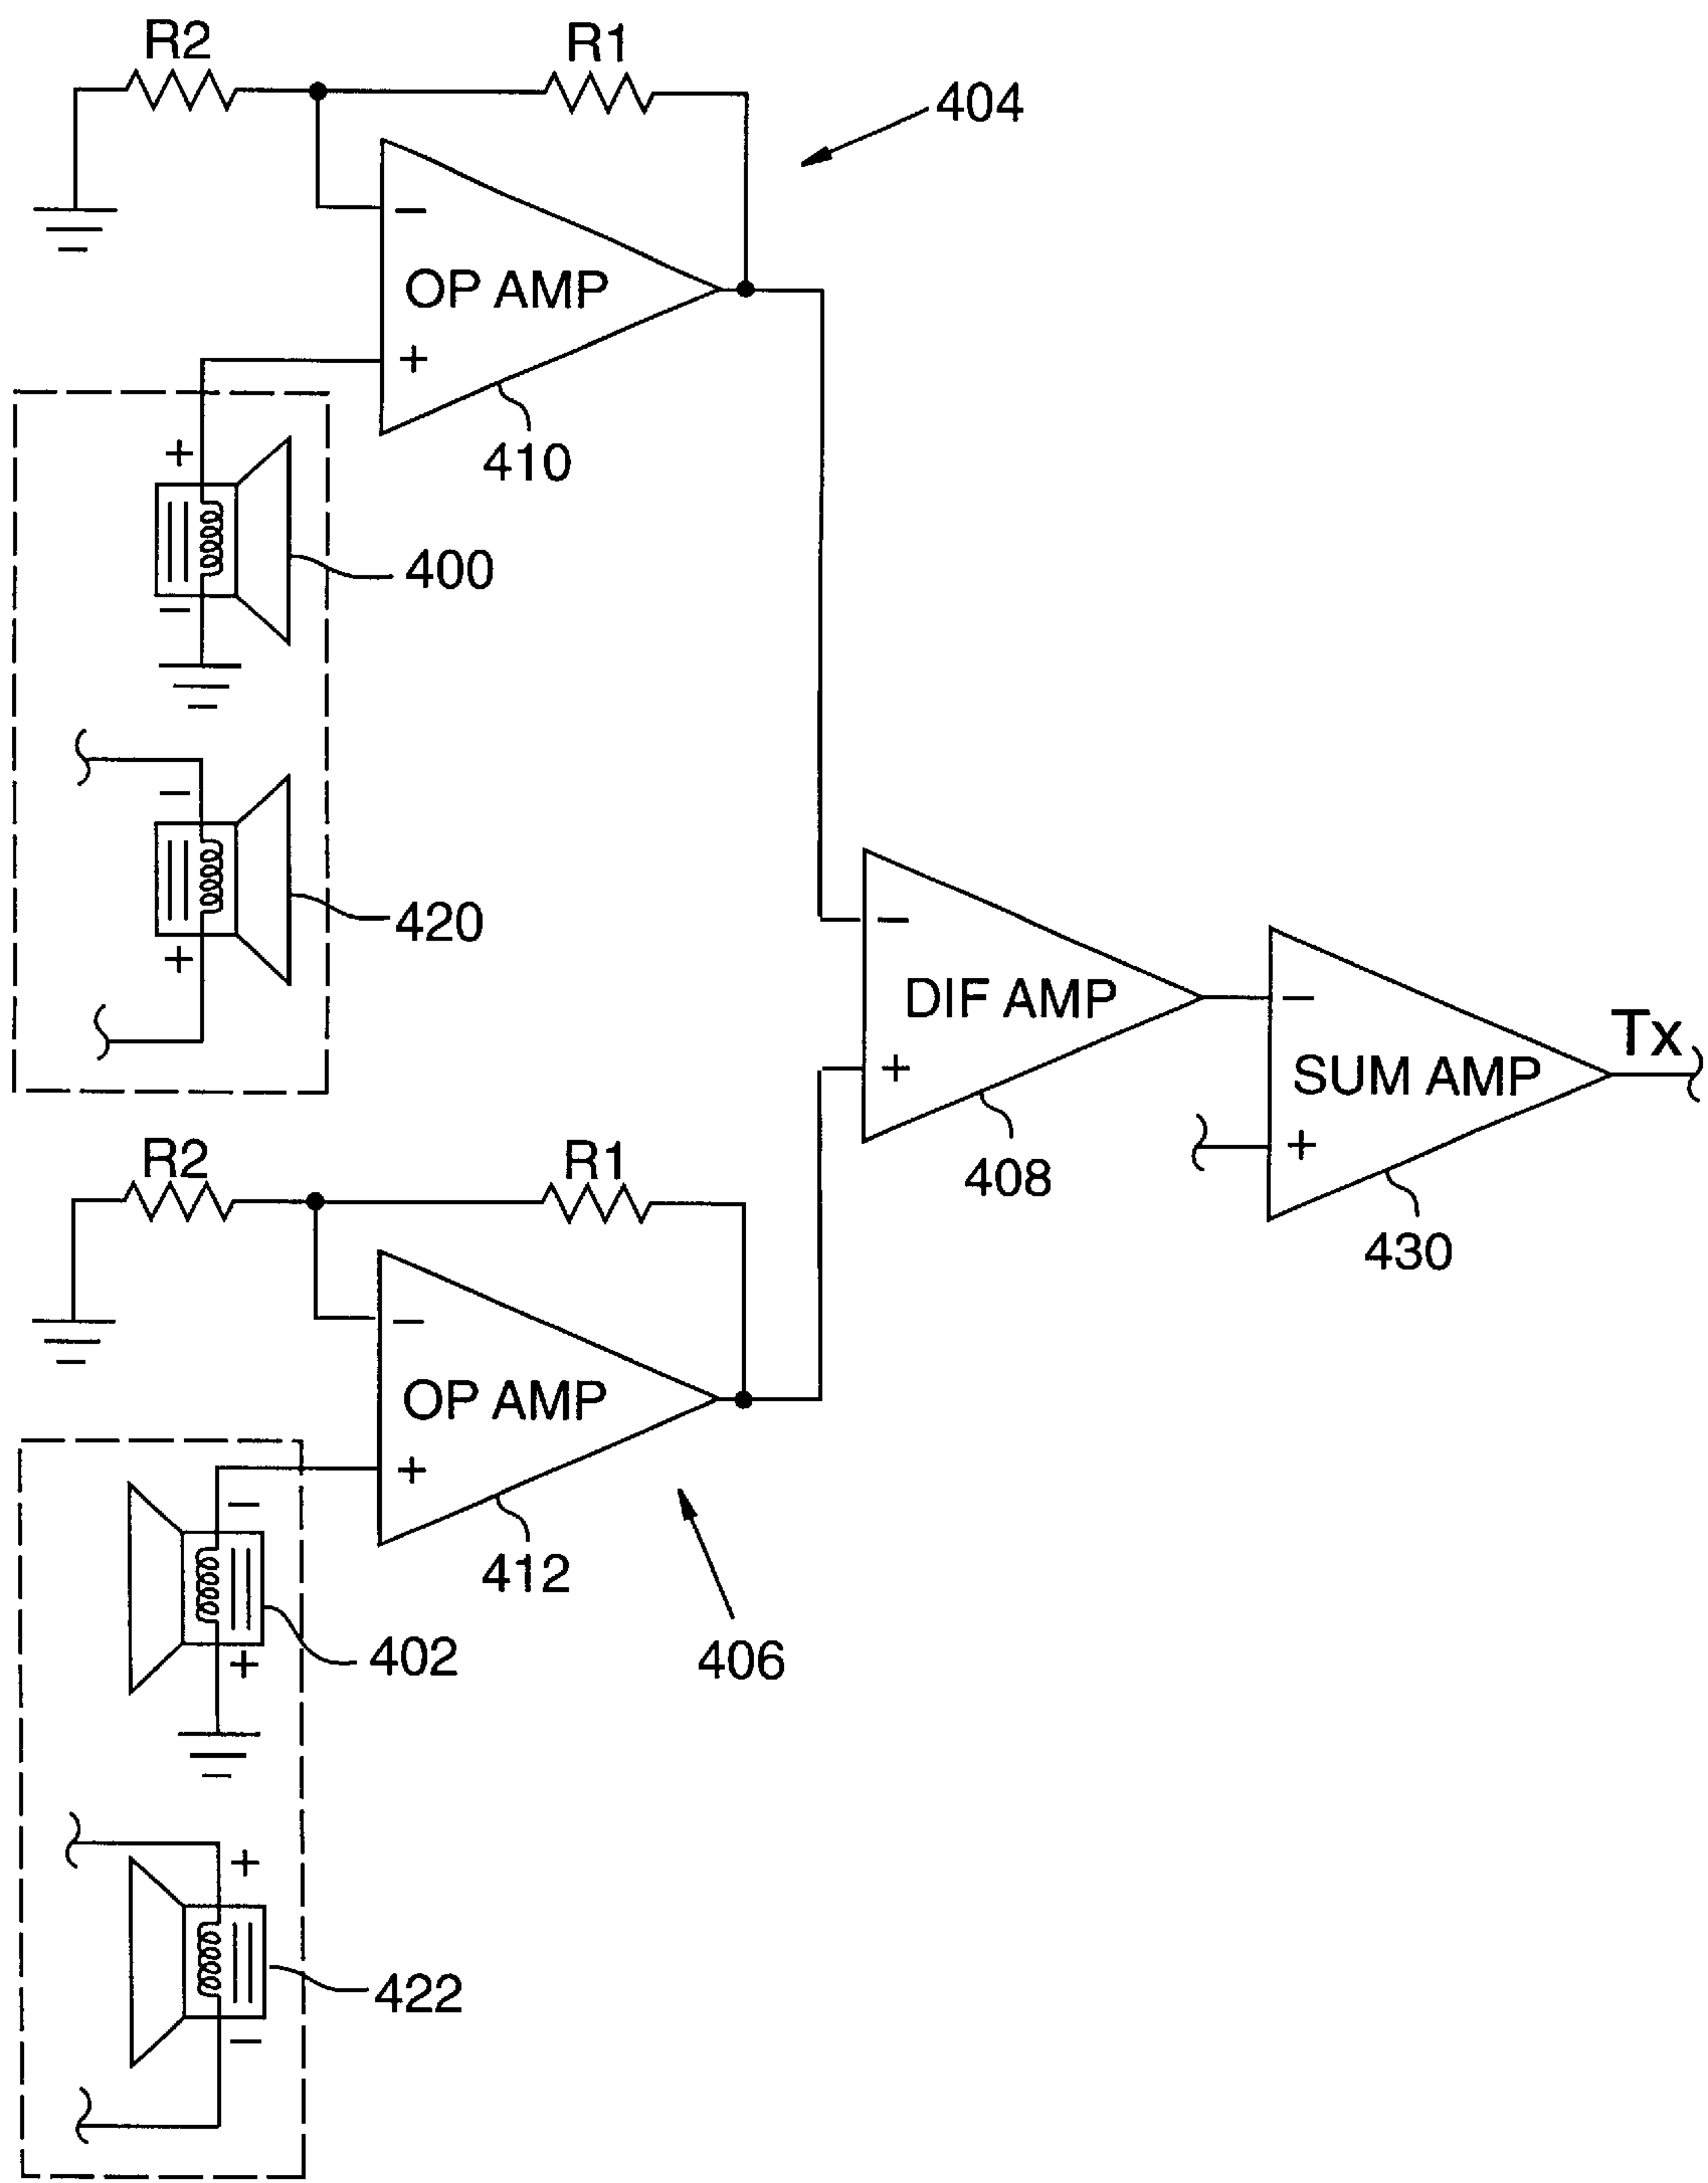 R2
R1
404
−
OP AMP
+
410
+
400
−
−
420
+
−
DIF AMP
+
408
−
SUM AMP
+
430
Tx
R2
R1
−
OP AMP
+
412
406
−
402
+
+
422
−